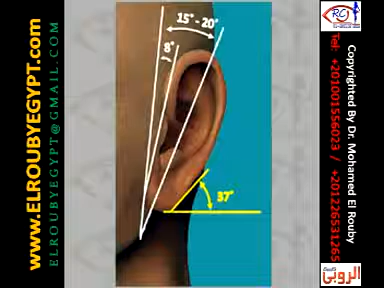 WWW.ELROUBYEGYPT.com
ELROUBYEGYPT@GMAIL.COM
15° - 20°
8°
37°
RCJ
Copyrighted By Dr. Mohamed El Rouby
Tel: +201001556023 / +201226531265
الروبي